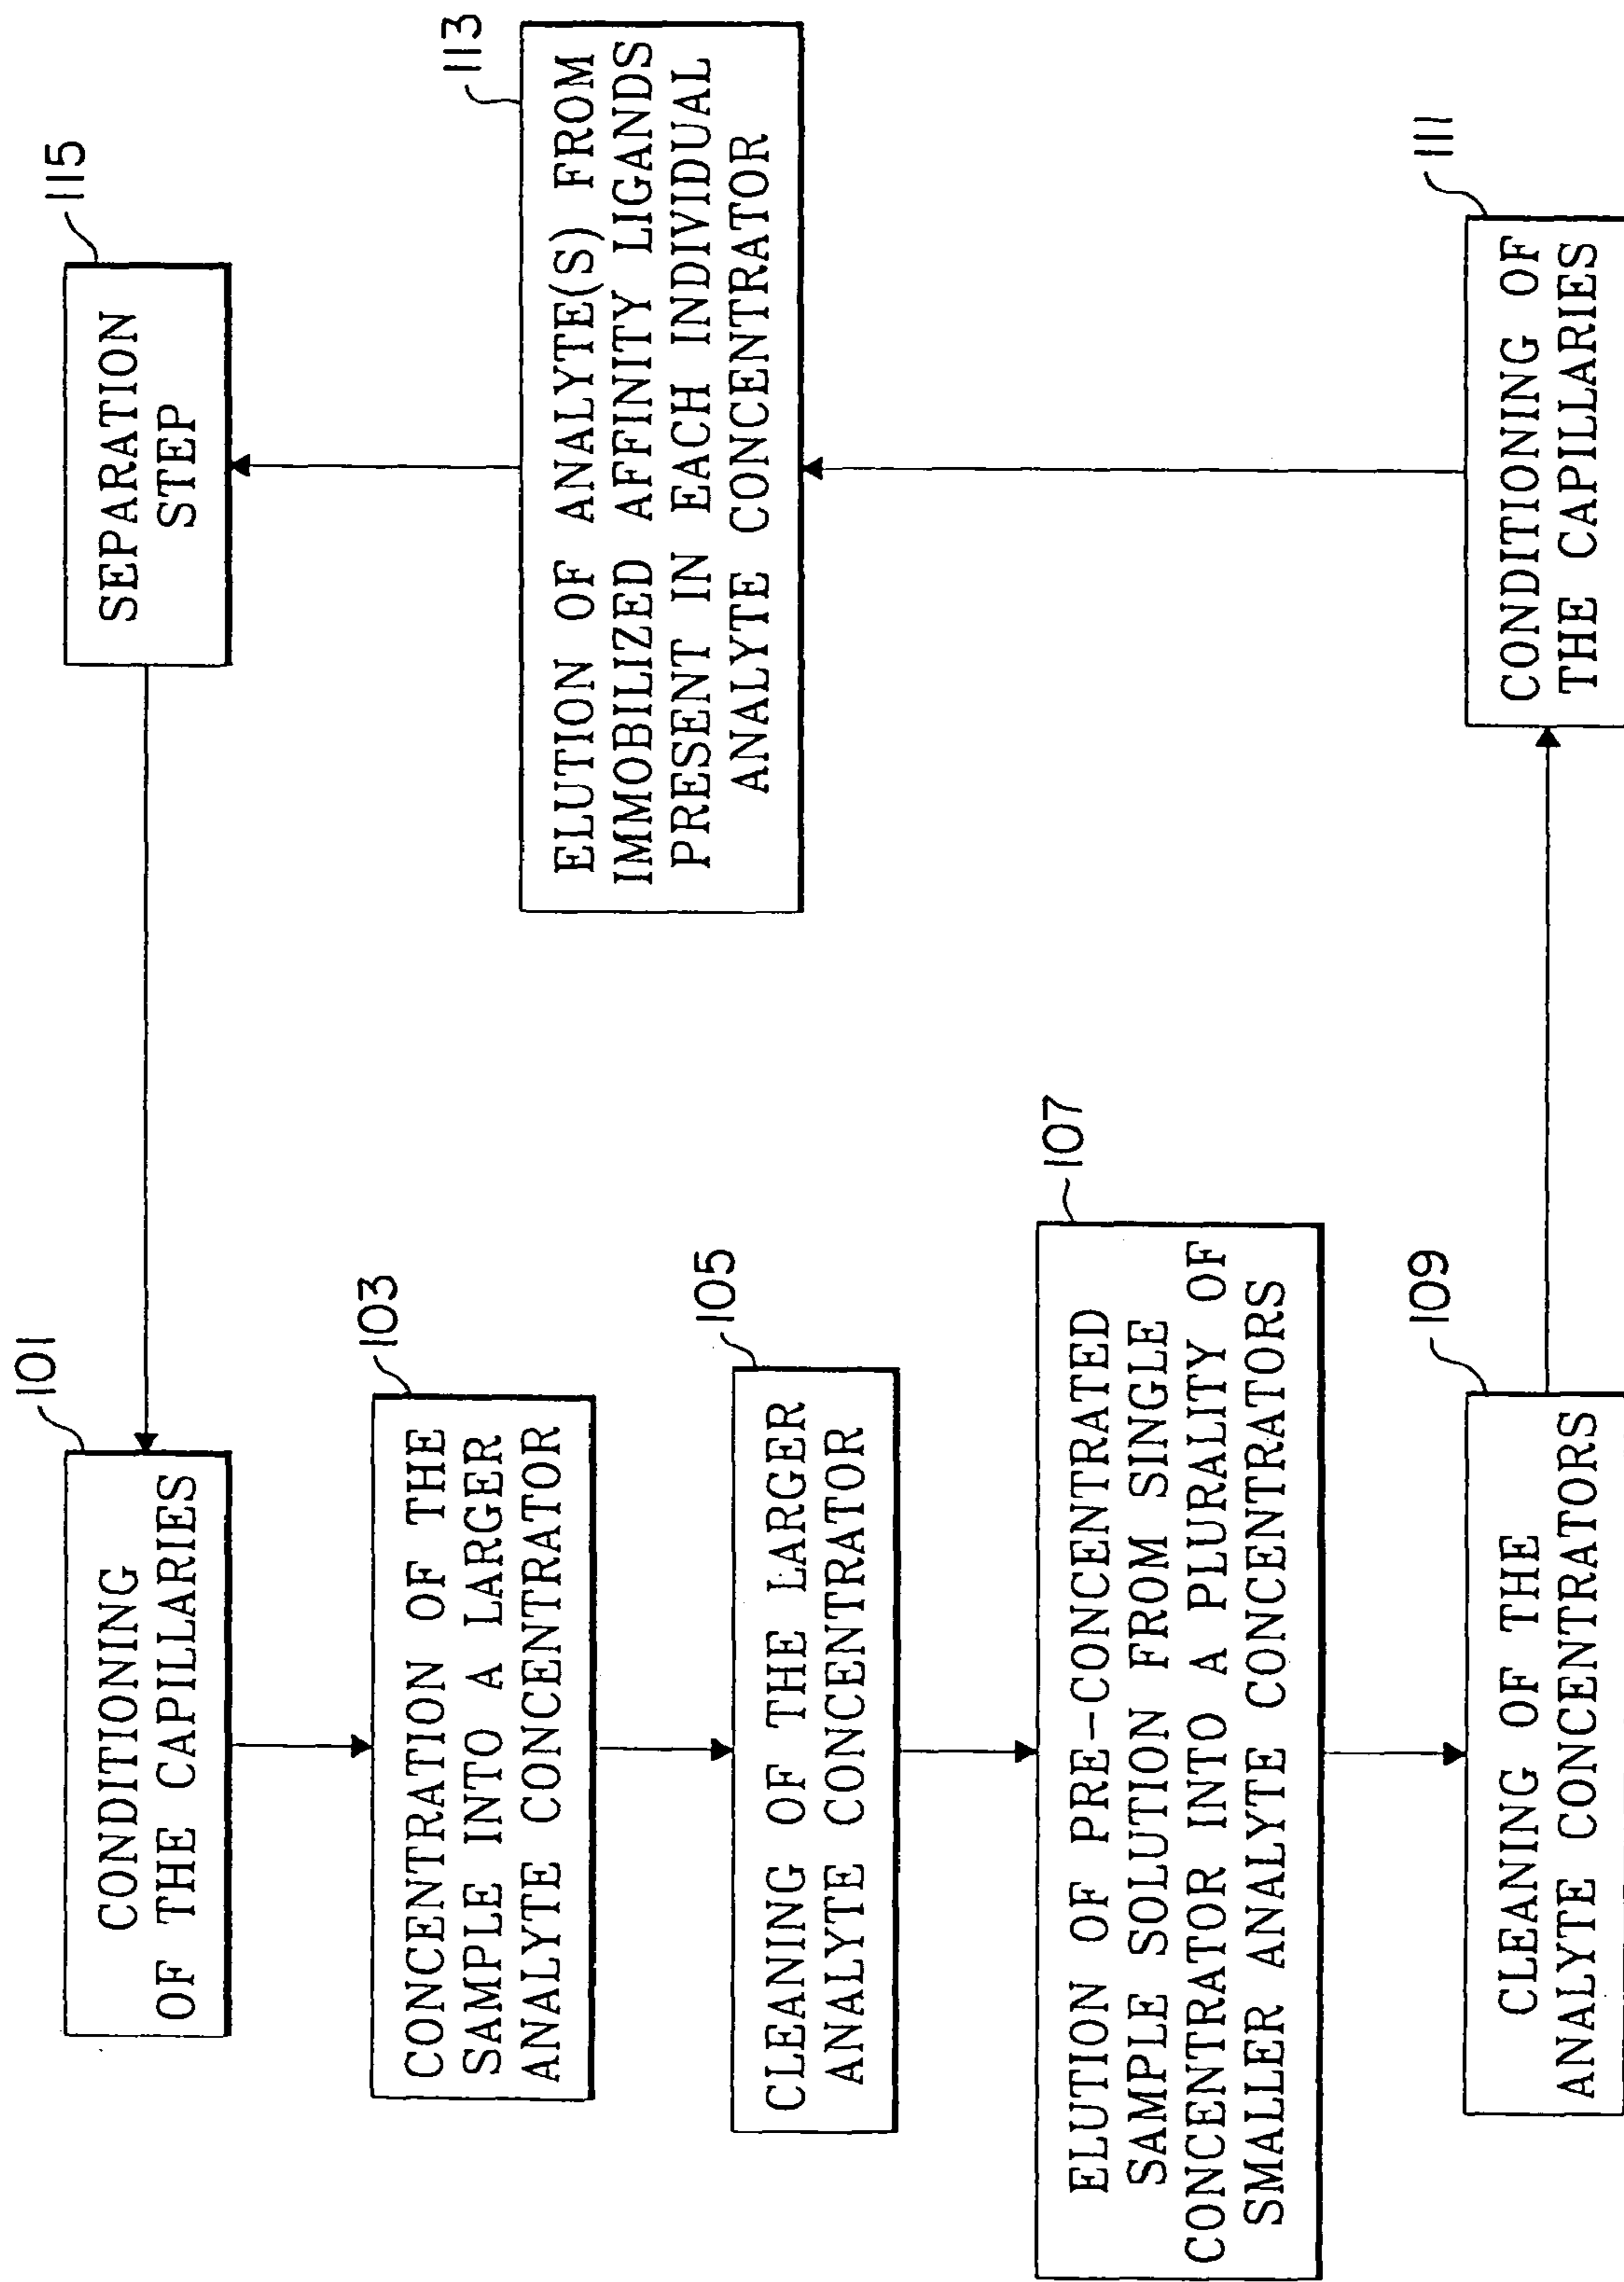 101
CONDITIONING
OF THE CAPILLARIES
103
CONCENTRATION OF THE
SAMPLE INTO A LARGER
ANALYTE CONCENTRATOR
105
CLEANING OF THE LARGER
ANALYTE CONCENTRATOR
107
ELUTION OF PRE-CONCENTRATED
SAMPLE SOLUTION FROM SINGLE
CONCENTRATOR INTO A PLURALITY OF
SMALLER ANALYTE CONCENTRATORS
109
CLEANING OF THE
ANALYTE CONCENTRATORS
111
CONDITIONING OF
THE CAPILLARIES
113
ELUTION OF ANALYTE(S) FROM
IMMOBILIZED AFFINITY LIGANDS
PRESENT IN EACH INDIVIDUAL
ANALYTE CONCENTRATOR
115
SEPARATION
STEP